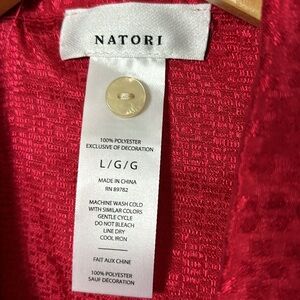 NATORI
100% POLYESTER
EXCLUSIVE OF DECORATION
L/G/G
MADE IN CHINA
RN 89782
MACHINE WASH COLD
WITH SIMILAR COLORS
GENTLE CYCLE
DO NOT BLEACH
LINE DRY
COOL IRON
FAIT AUX CHINE
100% POLYESTER
SAUF DÉCORATION